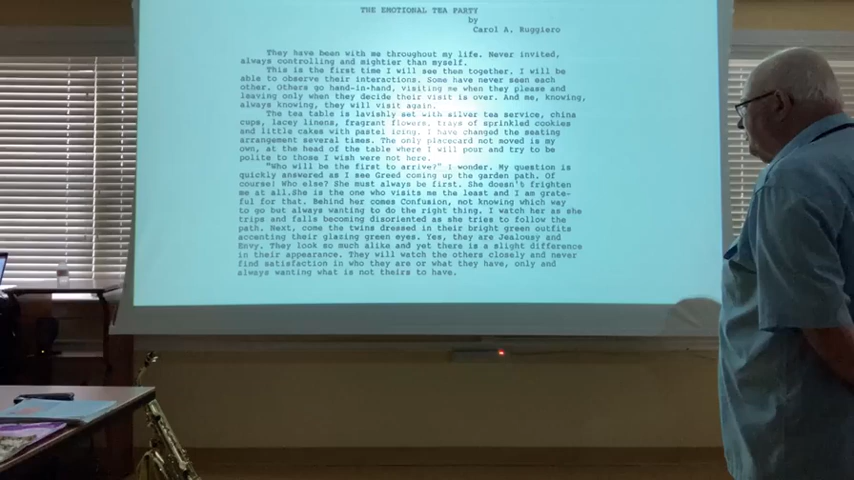 THE EMOTIONAL TEA PARTY
by
Carol A. Ruggiero
They have been with me throughout my life. Never invited,
always controlling and mightier than myself.
This is the first time I will see them together. I will be
able to observe their interactions. Some have never seen each
other. Others go hand-in-hand, visiting me when they please and
leaving only when they decide their visit is over. And me, knowing,
always knowing, they will visit again.
The tea table is lavishly set with silver tea service, china
cups, lacey linens, fragrant flowers, trays of sprinkled cookies
and little cakes with pastel icing. I have changed the seating
arrangement several times. The only placecard not moved is my
own, at the head of the table where I will pour and try to be
polite to those I wish were not here.
"Who will be the first to arrive?" I wonder. My question is
quickly answered as I see Greed coming up the garden path. Of
course! Who else? She must always be first. She doesn't frighten
me at all.She is the one who visits me the least and I am grate-
ful for that. Behind her comes Confusion, not knowing which way
to go but always wanting to do the right thing. I watch her as she
trips and falls becoming disoriented as she tries to follow the
path. Next, come the twins dressed in their bright green outfits
accenting their glazing green eyes. Yes, they are Jealousy and
Envy. They look so much alike and yet there is a slight difference
in their appearance. They will watch the others closely and never
find satisfaction in who they are or what they have, only and
always wanting what is not theirs to have.